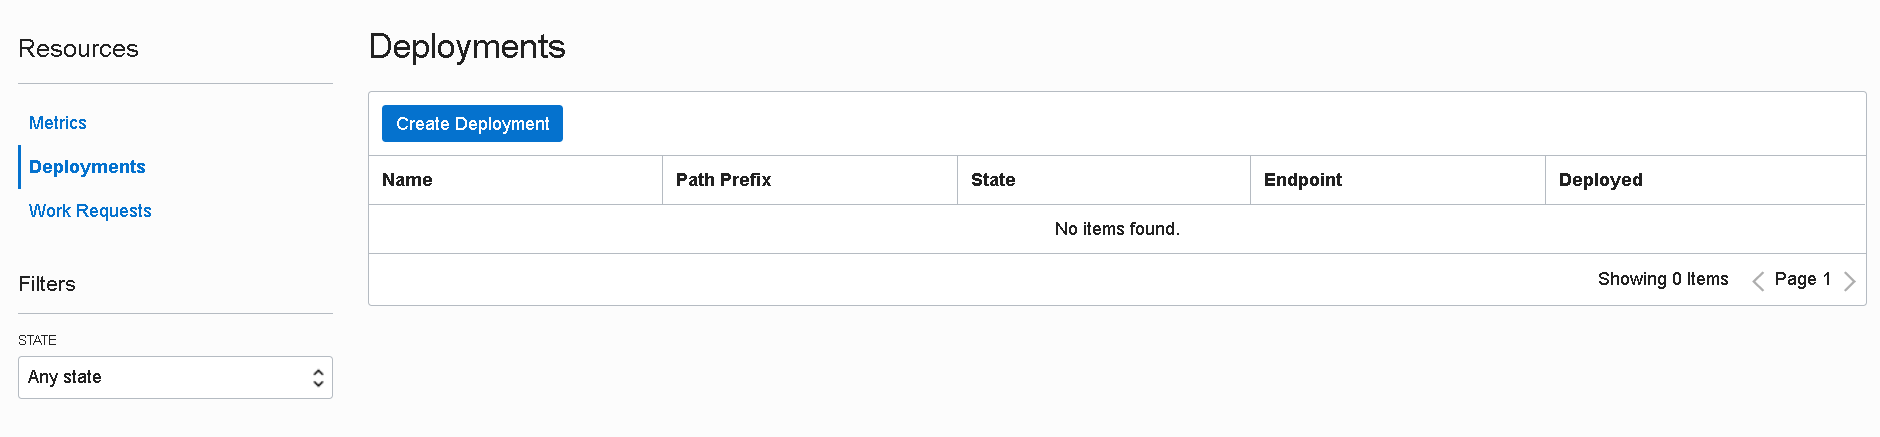 Resources
Metrics
Deployments
Work Requests
Filters
STATE
Any state
Deployments
Create Deployment
Name Path Prefix State Endpoint Deployed
No items found.
Showing 0 Items Page 1